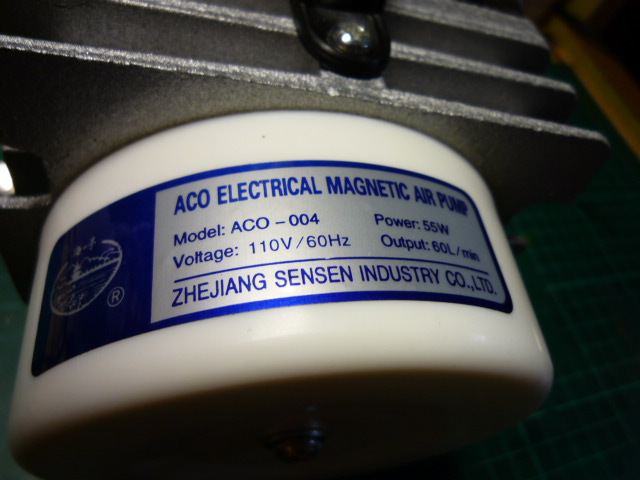 ACO ELECTRICAL MAGNETIC AIR PUMP
Model: ACO-004 Power: 55W
Voltage: 110V/60Hz Output: 60L/min
ZHEJIANG SENSEN INDUSTRY CO.,LTD.
®